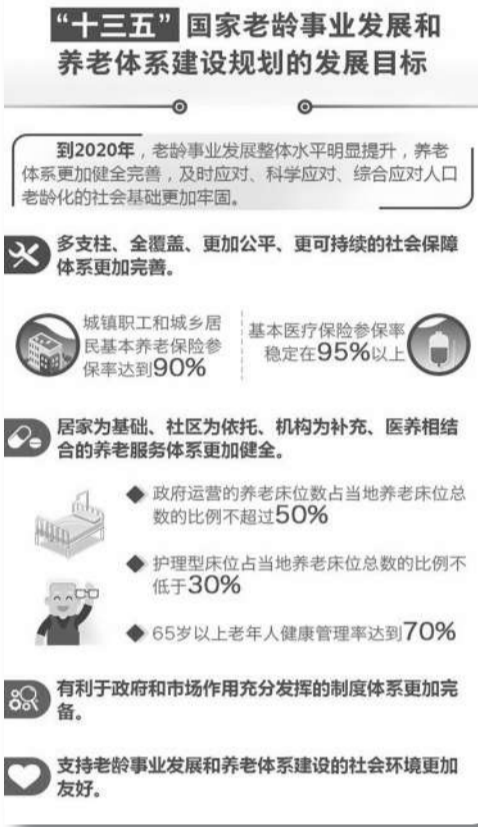 “十三五”国家老龄事业发展和
养老体系建设规划的发展目标
到2020年，老龄事业发展整体水平明显提升，养老
体系更加健全完善，及时应对、科学应对、综合应对人口
老龄化的社会基础更加牢固。
多支柱、全覆盖、更加公平、更可持续的社会保障
体系更加完善。
城镇职工和城乡居
民基本养老保险参
保率达到90%
基本医疗保险参保率
稳定在95%以上
居家为基础、社区为依托、机构为补充、医养相结
合的养老服务体系更加健全。
政府运营的养老床位数占当地养老床位总
数的比例不超过50%
护理型床位占当地养老床位总数的比例不
低于30%
65岁以上老年人健康管理率达到70%
有利于政府和市场作用充分发挥的制度体系更加完
备。
支持老龄事业发展和养老体系建设的社会环境更加
友好。